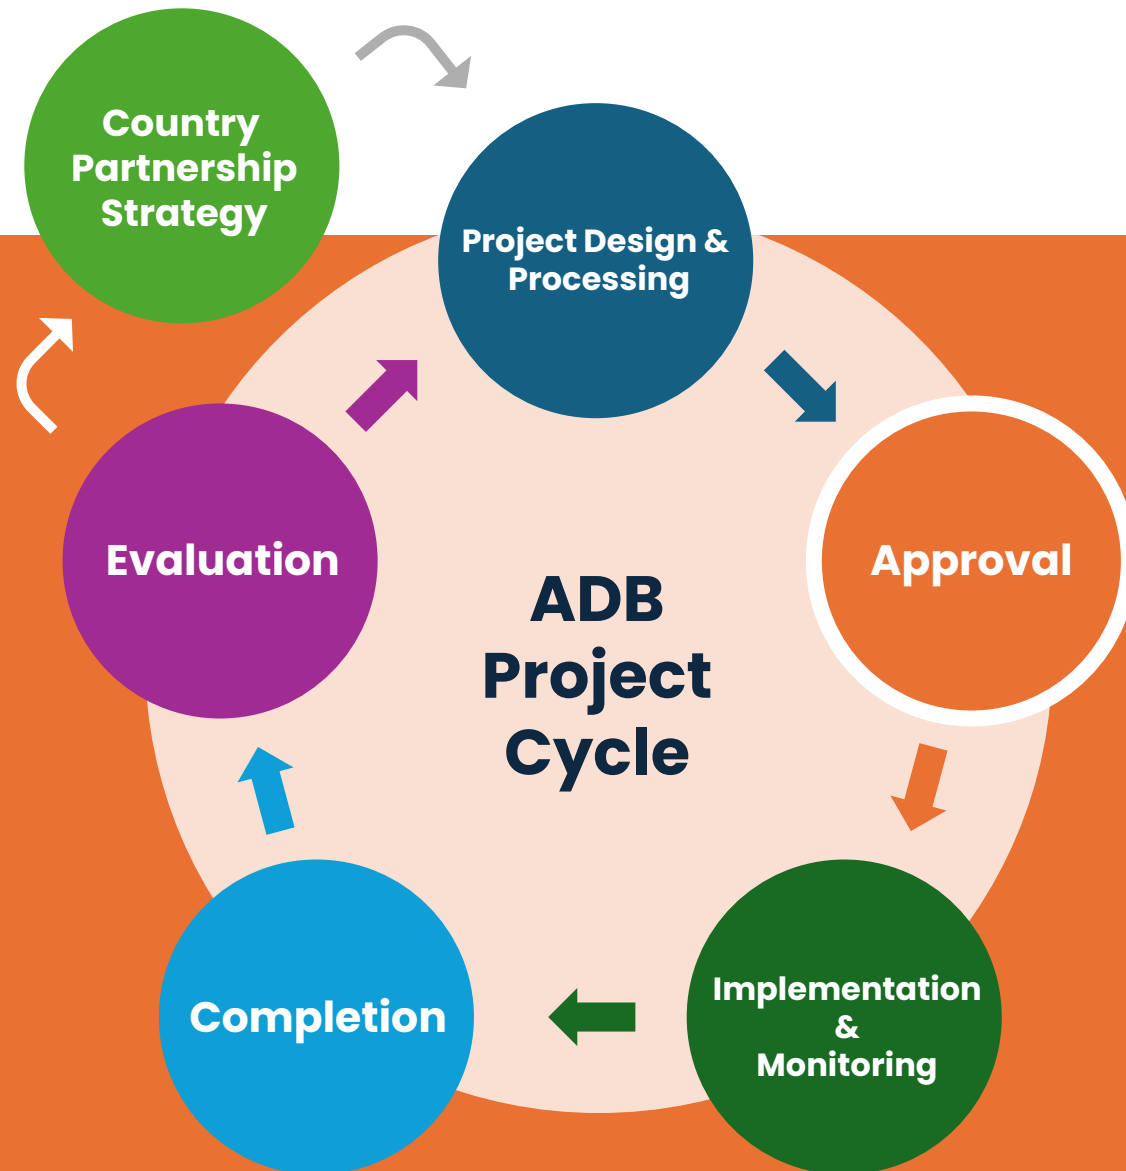 Country
Partnership
Strategy
Project Design &
Processing
Approval
Implementation
&
Monitoring
Completion
Evaluation
ADB
Project
Cycle